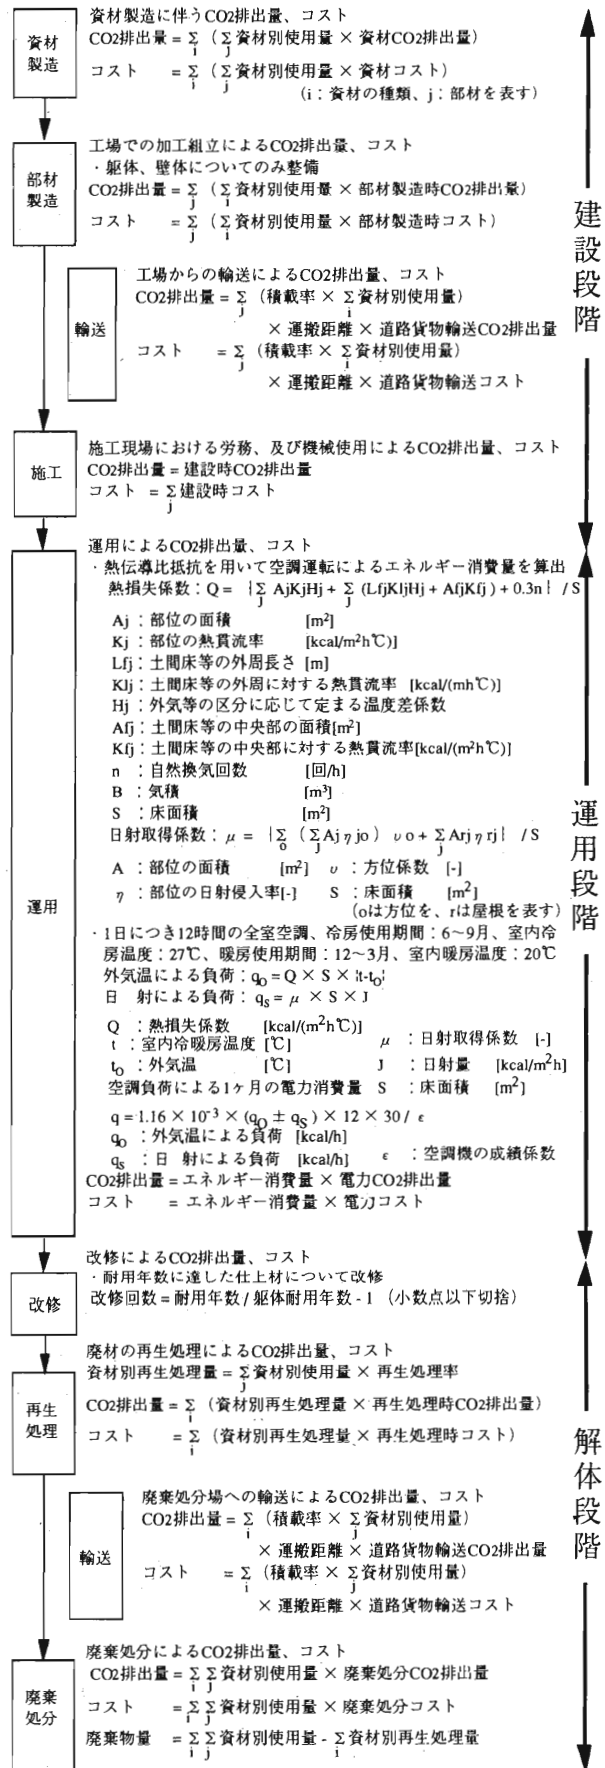 資材製造に伴うCO2排出量、コスト
資材
製造
CO2排出量 = Σi（Σj資材別使用量 × 資材CO2排出量）
コスト = Σi（Σj資材別使用量 × 資材コスト）
（i：資材の種類、j：部材を表す）
工場での加工組立によるCO2排出量、コスト
・躯体、壁体についてのみ整備
部材
製造
CO2排出量 = Σj（Σi資材別使用量 × 部材製造時CO2排出量）
コスト = Σj（Σi資材別使用量 × 部材製造時コスト）
建設段階
工場からの輸送によるCO2排出量、コスト
輸送
CO2排出量 = Σj（積載率 × Σi資材別使用量）
× 運搬距離 × 道路貨物輸送CO2排出量
コスト = Σj（積載率 × Σi資材別使用量）
× 運搬距離 × 道路貨物輸送コスト
施工現場における労務、及び機械使用によるCO2排出量、コスト
施工
CO2排出量 = 建設時CO2排出量
コスト = Σj建設時コスト
運用によるCO2排出量、コスト
・熱伝導比抵抗を用いて空調運転によるエネルギー消費量を算出
熱損失係数：Q = {Σj AjKjHj + Σj (LfjKljHj + AfjKfj) + 0.3n} / S
Aj：部位の面積 [m²]
Kj：部位の熱貫流率 [kcal/m²h℃)]
Lfj：土間床等の外周長さ [m]
Klj：土間床等の外周に対する熱貫流率 [kcal/(mh℃)]
Hj：外気等の区分に応じて定まる温度差係数
Afj：土間床等の中央部の面積[m²]
Kfj：土間床等の中央部に対する熱貫流率[kcal/(m²h℃)]
n ：自然換気回数 [回/h]
B ：気積 [m³]
S ：床面積 [m²]
日射取得係数：μ = {Σo（ΣjAjηjo）υo + ΣjArjηrj} / S
A ：部位の面積 [m²] υ ：方位係数 [-]
η ：部位の日射侵入率[-] S ：床面積 [m²]
（oは方位を、rは屋根を表す）
運用
運用段階
・1日につき12時間の全室空調、冷房使用期間：6～9月、室内冷
房温度：27℃、暖房使用期間：12～3月、室内暖房温度：20℃
外気温による負荷：qO = Q × S × |t-tO|
日 射による負荷：qS = μ × S × J
Q ：熱損失係数 [kcal/(m²h℃)]
t ：室内冷暖房温度 [℃] μ ：日射取得係数 [-]
tO ：外気温 [℃] J ：日射量 [kcal/m²h]
空調負荷による1ヶ月の電力消費量 S ：床面積 [m²]
q = 1.16 × 10⁻³ × (qO ± qS) × 12 × 30 / ε
qO ：外気温による負荷 [kcal/h]
qS ：日 射による負荷 [kcal/h] ε ：空調機の成績係数
CO2排出量 = エネルギー消費量 × 電力CO2排出量
コスト = エネルギー消費量 × 電力コスト
改修によるCO2排出量、コスト
・耐用年数に達した仕上材について改修
改修
改修回数 = 耐用年数 / 躯体耐用年数 - 1 （小数点以下切捨）
廃材の再生処理によるCO2排出量、コスト
資材別再生処理量 = Σj資材別使用量 × 再生処理率
再生
処理
CO2排出量 = Σi（資材別再生処理量 × 再生処理時CO2排出量）
コスト = Σi（資材別再生処理量 × 再生処理時コスト）
解体段階
廃棄処分場への輸送によるCO2排出量、コスト
輸送
CO2排出量 = Σi（積載率 × Σj資材別使用量）
× 運搬距離 × 道路貨物輸送CO2排出量
コスト = Σi（積載率 × Σj資材別使用量）
× 運搬距離 × 道路貨物輸送コスト
廃棄処分によるCO2排出量、コスト
廃棄
処分
CO2排出量 = ΣiΣj資材別使用量 × 廃棄処分CO2排出量
コスト = ΣiΣj資材別使用量 × 廃棄処分コスト
廃棄物量 = ΣiΣj資材別使用量 - Σi資材別再生処理量